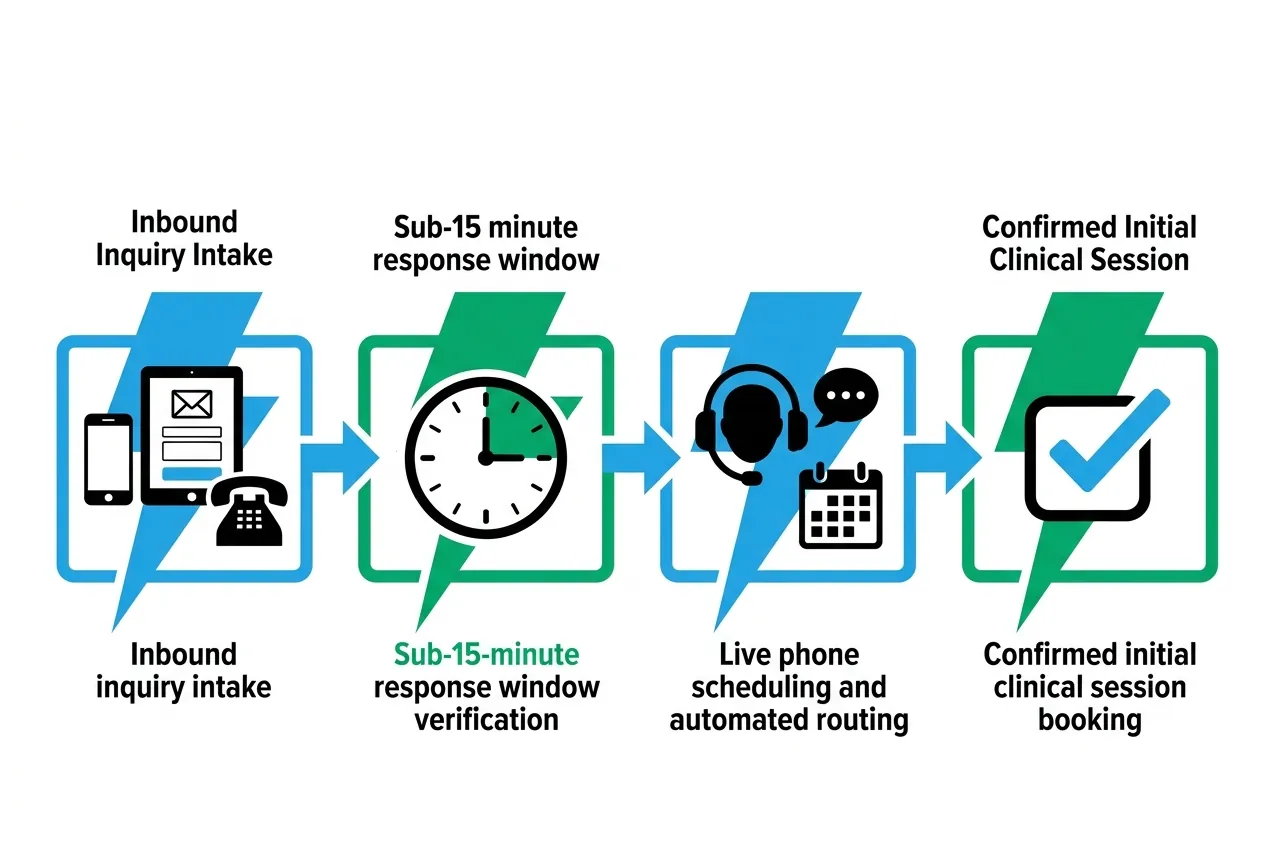 Inbound
Inquiry Intake
Sub-15 minute
response window
Confirmed Initial
Clinical Session
Inbound
inquiry intake
Sub-15-minute
response window
verification
Live phone
scheduling and
automated routing
Confirmed initial
clinical session
booking